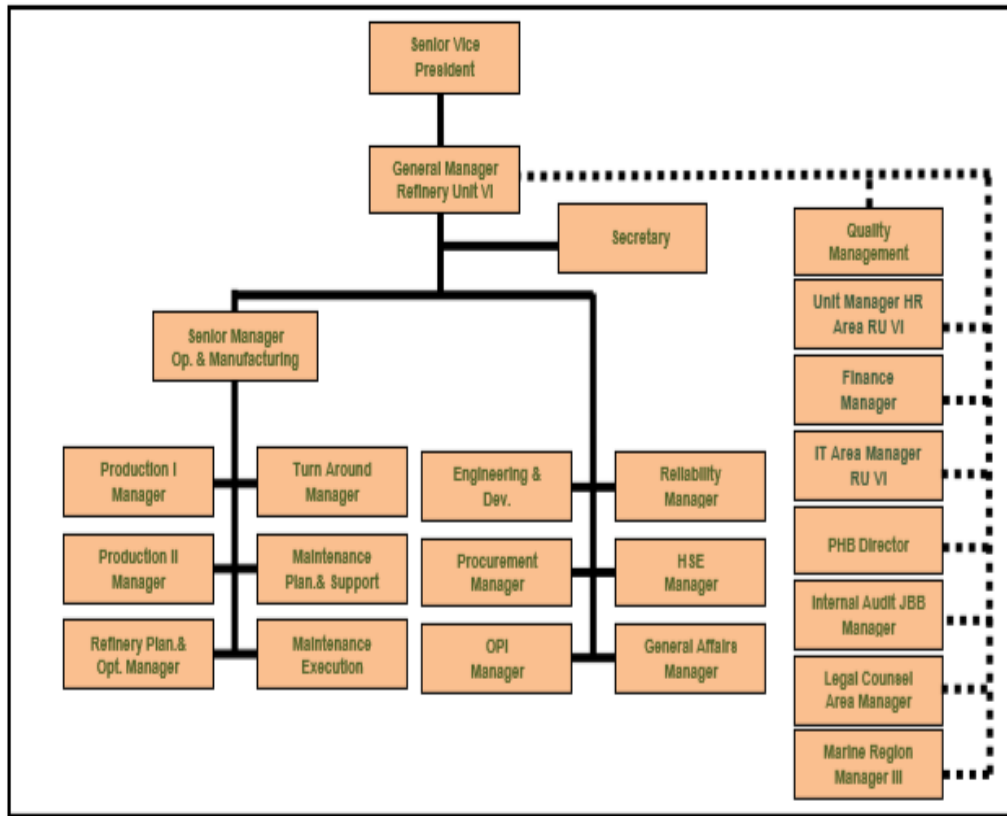 Senior Vice
President
General Manager
Refinery Unit VI
Secretary
Quality
Management
Unit Manager HR
Area RU VI
Senior Manager
Op. & Manufacturing
Finance
Manager
IT Area Manager
RU VI
Production I
Manager
Turn Around
Manager
Engineering &
Dev.
Reliability
Manager
PHB Director
Production II
Manager
Maintenance
Plan.& Support
Procurement
Manager
HSE
Manager
Internal Audit JBB
Manager
Refinery Plan.&
Opt. Manager
Maintenance
Execution
OPI
Manager
General Affairs
Manager
Legal Counsel
Area Manager
Marine Region
Manager III